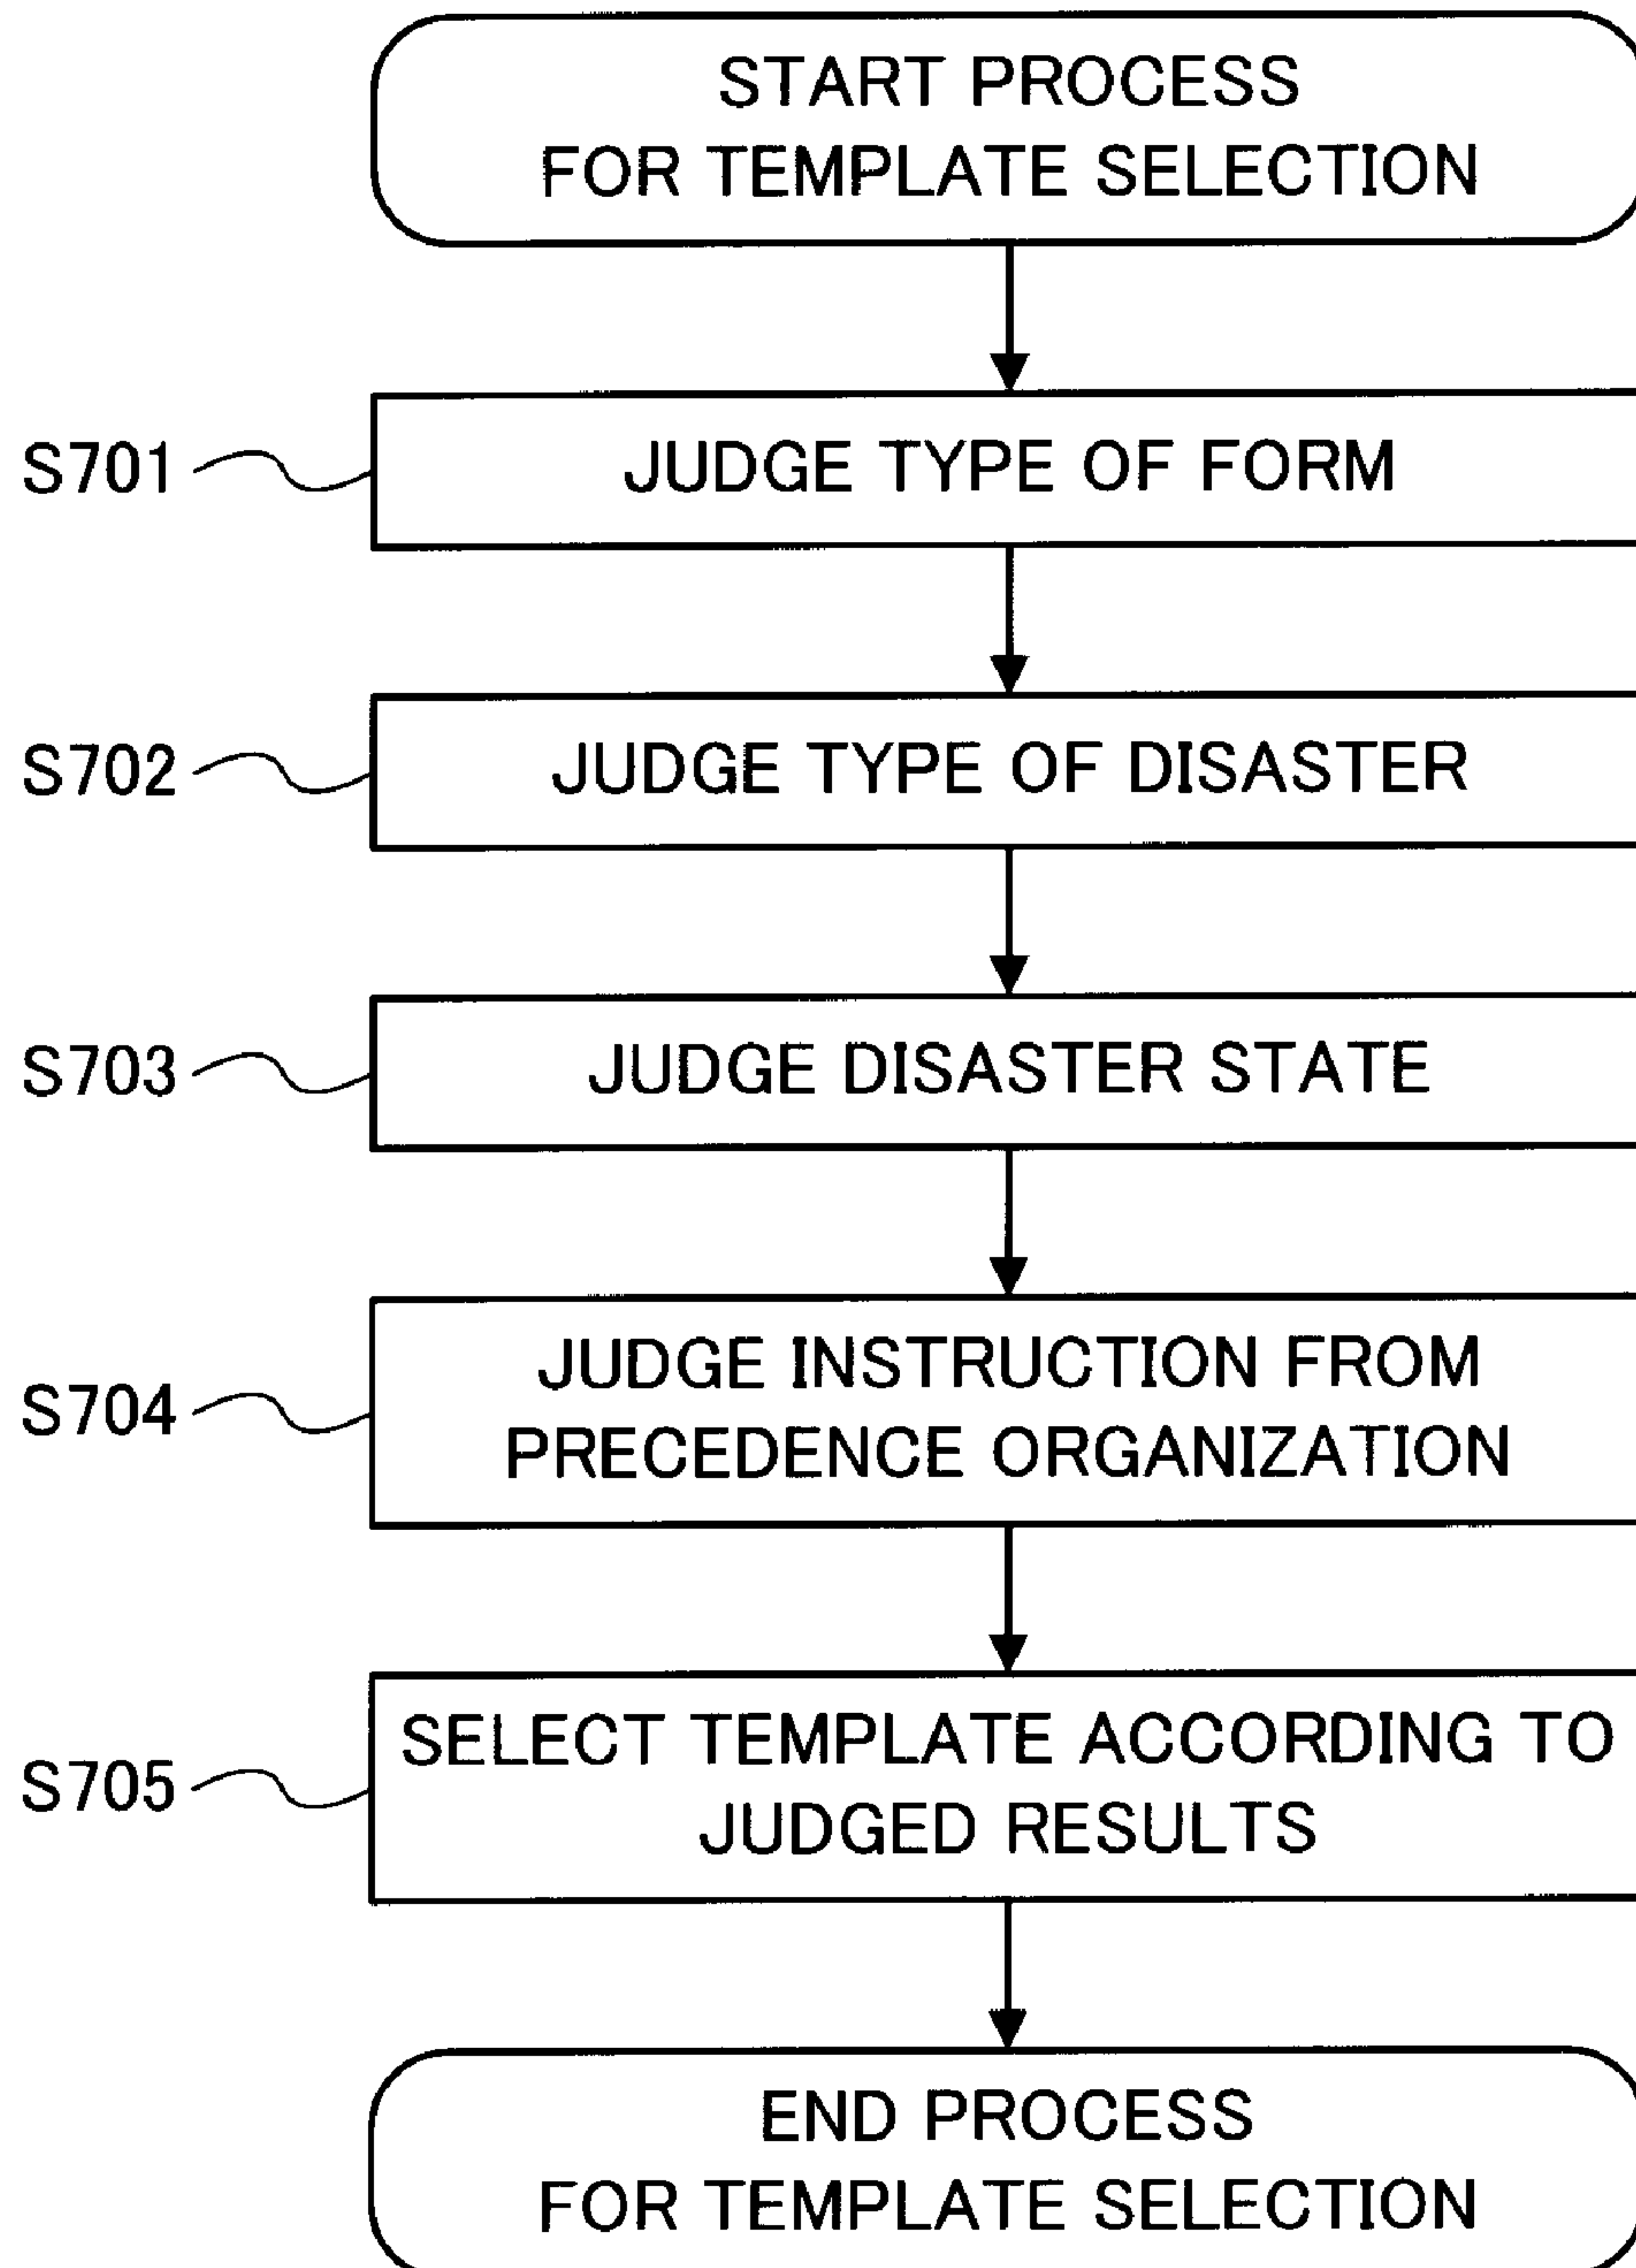 START PROCESS
FOR TEMPLATE SELECTION
S701
JUDGE TYPE OF FORM
S702
JUDGE TYPE OF DISASTER
S703
JUDGE DISASTER STATE
S704
JUDGE INSTRUCTION FROM
PRECEDENCE ORGANIZATION
S705
SELECT TEMPLATE ACCORDING TO
JUDGED RESULTS
END PROCESS
FOR TEMPLATE SELECTION